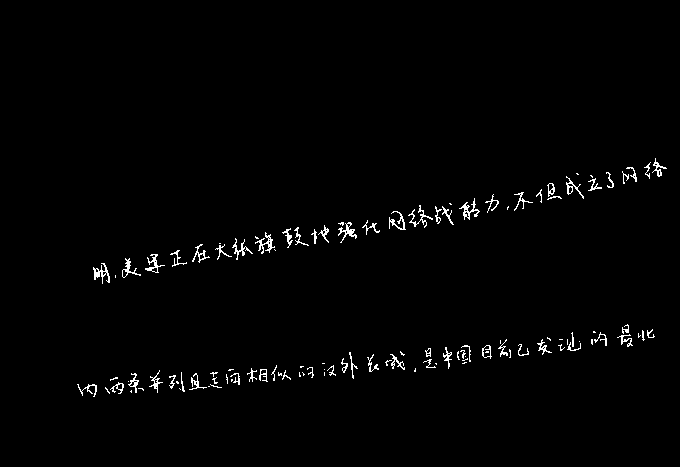 明,美军正在大张旗鼓地强化网络战能力,不但成立了网络
内两条并列且走向相似的汉外长城,是中国目前已发现的最北